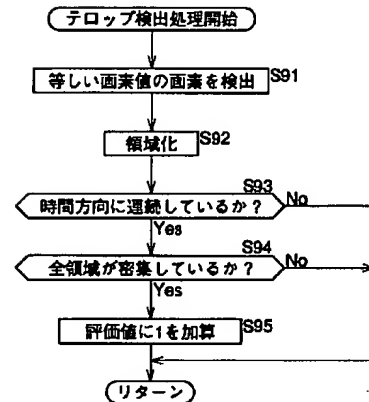 テロップ検出処理開始
等しい画素値の画素を検出 S91
領域化 S92
時間方向に連続しているか? S93 No
Yes
全領域が密集しているか? S94 No
Yes
評価値に1を加算 S95
リターン